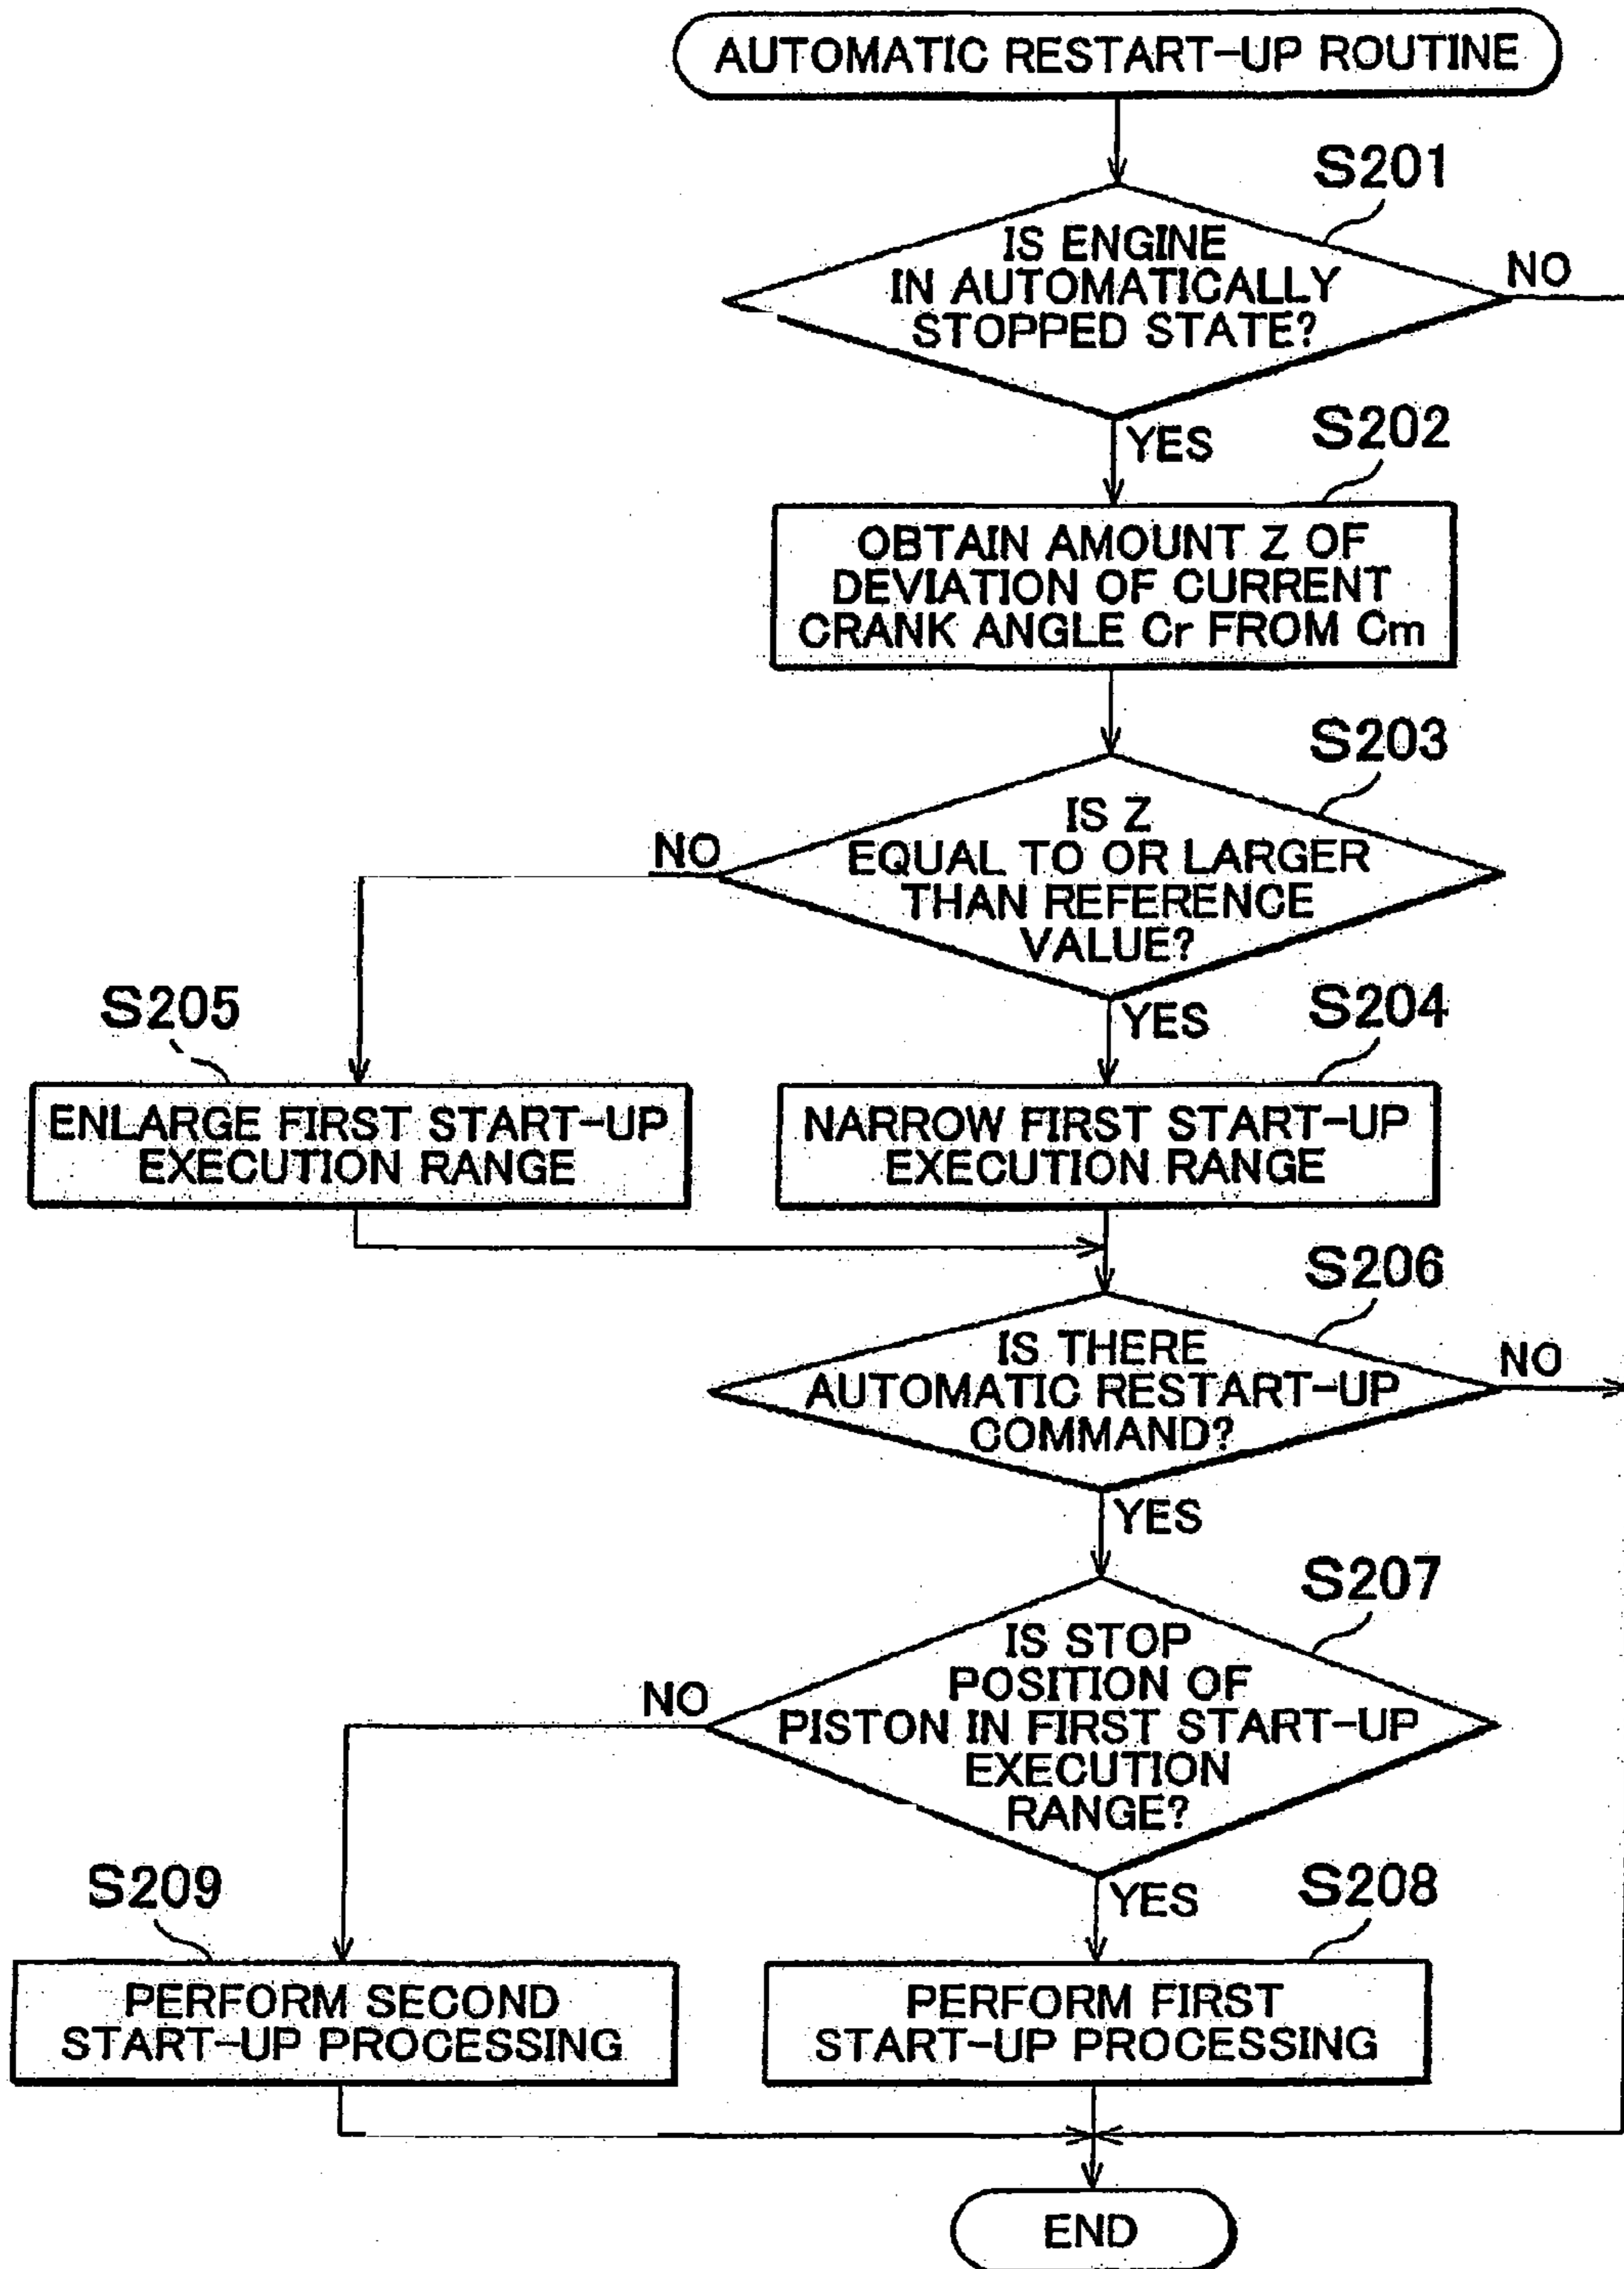 AUTOMATIC RESTART-UP ROUTINE
S201
IS ENGINE
IN AUTOMATICALLY
STOPPED STATE?
NO
YES
S202
OBTAIN AMOUNT Z OF
DEVIATION OF CURRENT
CRANK ANGLE Cr FROM Cm
S203
IS Z
EQUAL TO OR LARGER
THAN REFERENCE
VALUE?
NO
YES
S205
S204
ENLARGE FIRST START-UP
EXECUTION RANGE
NARROW FIRST START-UP
EXECUTION RANGE
S206
IS THERE
AUTOMATIC RESTART-UP
COMMAND?
NO
YES
S207
IS STOP
POSITION OF
PISTON IN FIRST START-UP
EXECUTION
RANGE?
NO
YES
S209
S208
PERFORM SECOND
START-UP PROCESSING
PERFORM FIRST
START-UP PROCESSING
END